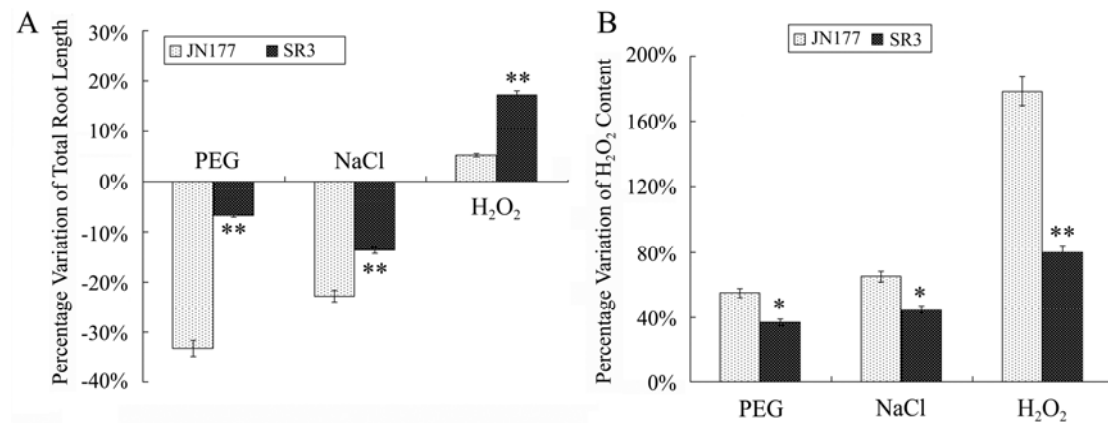 A
30%
20%
10%
0%
-10%
-20%
-30%
-40%
Percentage Variation of Total Root Length
JN177 SR3
PEG NaCl H₂O₂
** ** **
B
200%
160%
120%
80%
40%
0%
Percentage Variation of H₂O₂ Content
JN177 SR3
* * **
PEG NaCl H₂O₂